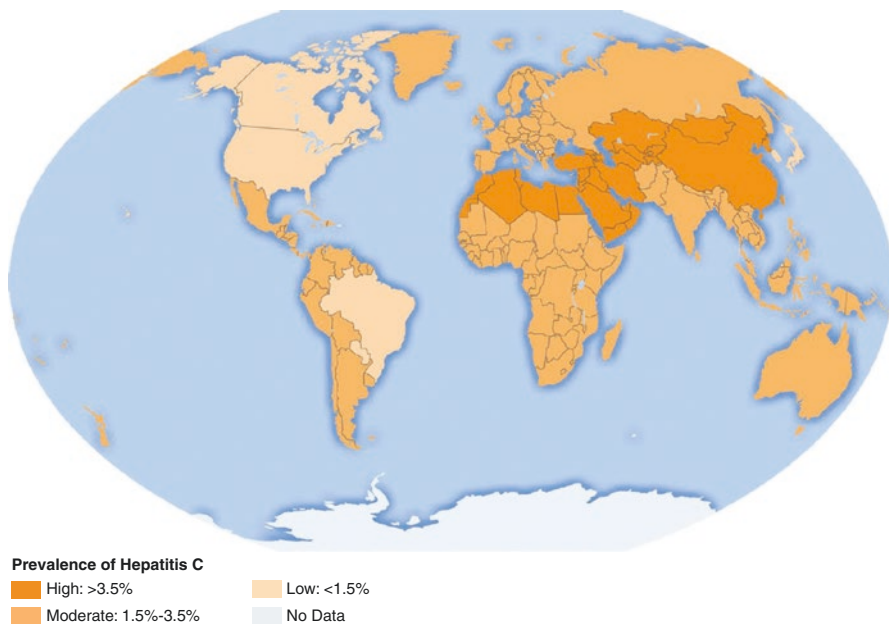 Prevalence of Hepatitis C
High: >3.5%
Low: <1.5%
Moderate: 1.5%-3.5%
No Data